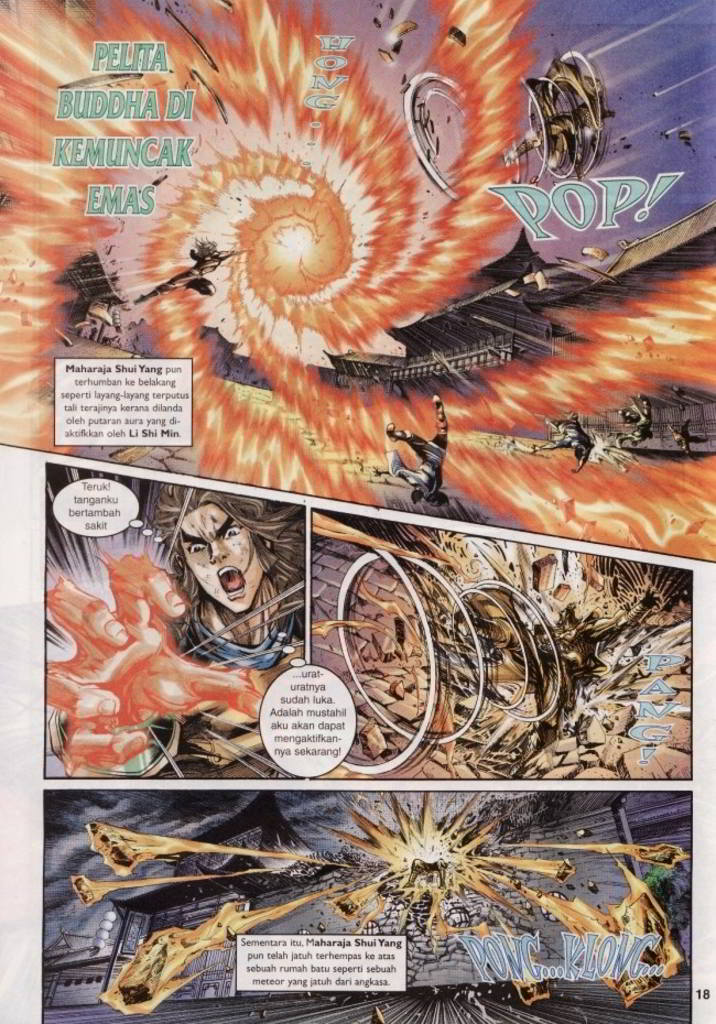 PELITA
BUDDHA DI
KEMUNCAK
EMAS
HONG...
POP!
Maharaja Shui Yang pun
terhumban ke belakang
seperti layang-layang terputus
tali terajinya kerana dilanda
oleh putaran aura yang di-
aktifkkan oleh Li Shi Min.
Teruk!
tanganku
bertambah
sakit
...urat-
uratnya
sudah luka.
Adalah mustahil
aku akan dapat
mengaktifkan-
nya sekarang!
PANG!
Sementara itu, Maharaja Shui Yang
pun telah jatuh terhempas ke atas
sebuah rumah batu seperti sebuah
meteor yang jatuh dari angkasa.
PONG...KLONG...
18